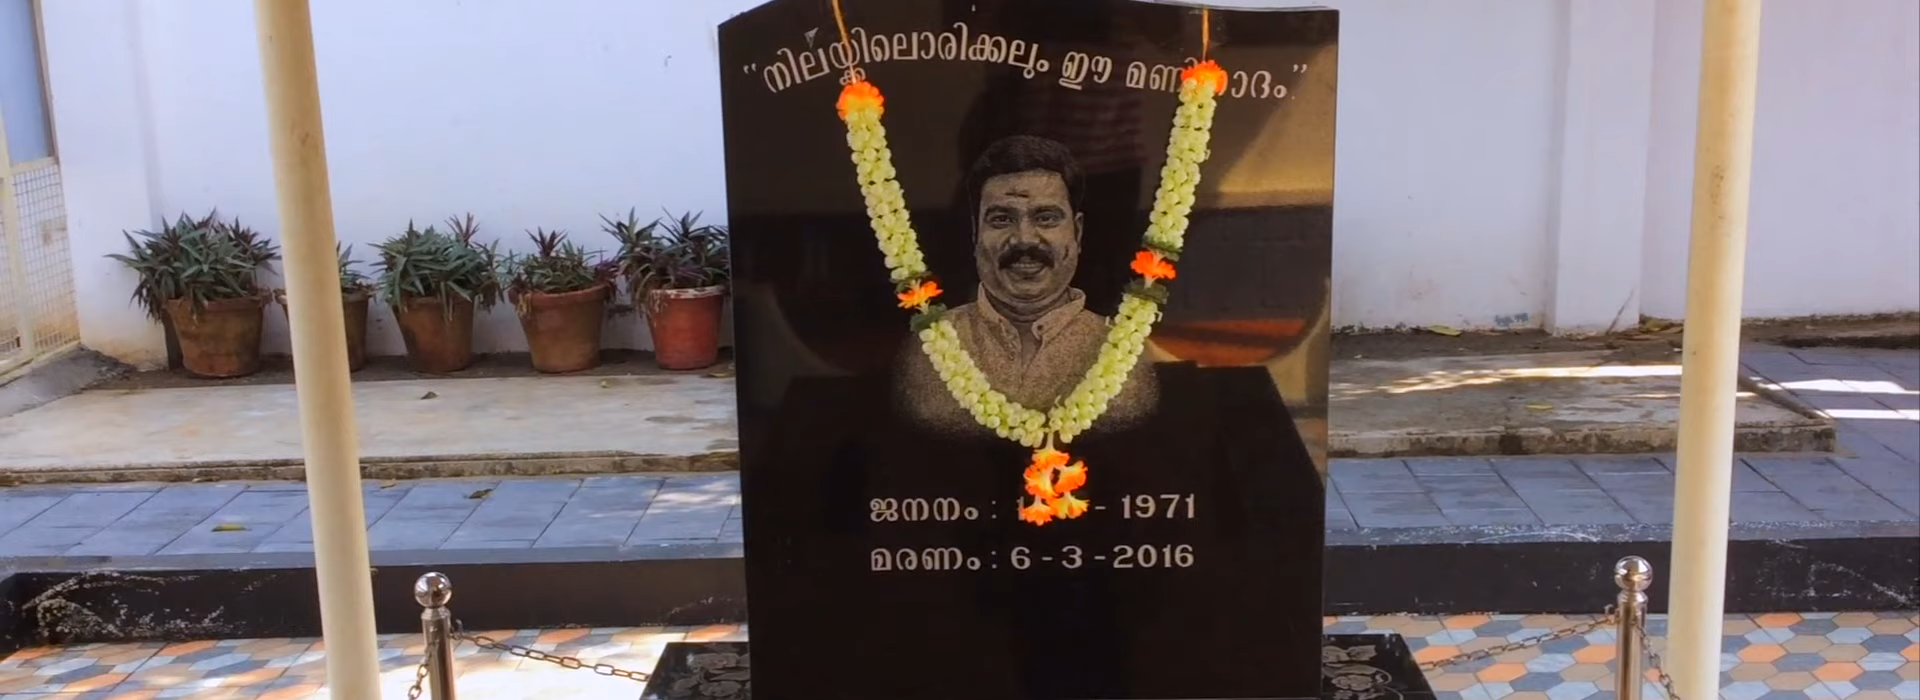 “നിലയ്ക്കിലൊരിക്കലും ഈ
ജനനം : - 1971
മരണം : 6 - 3 - 2016